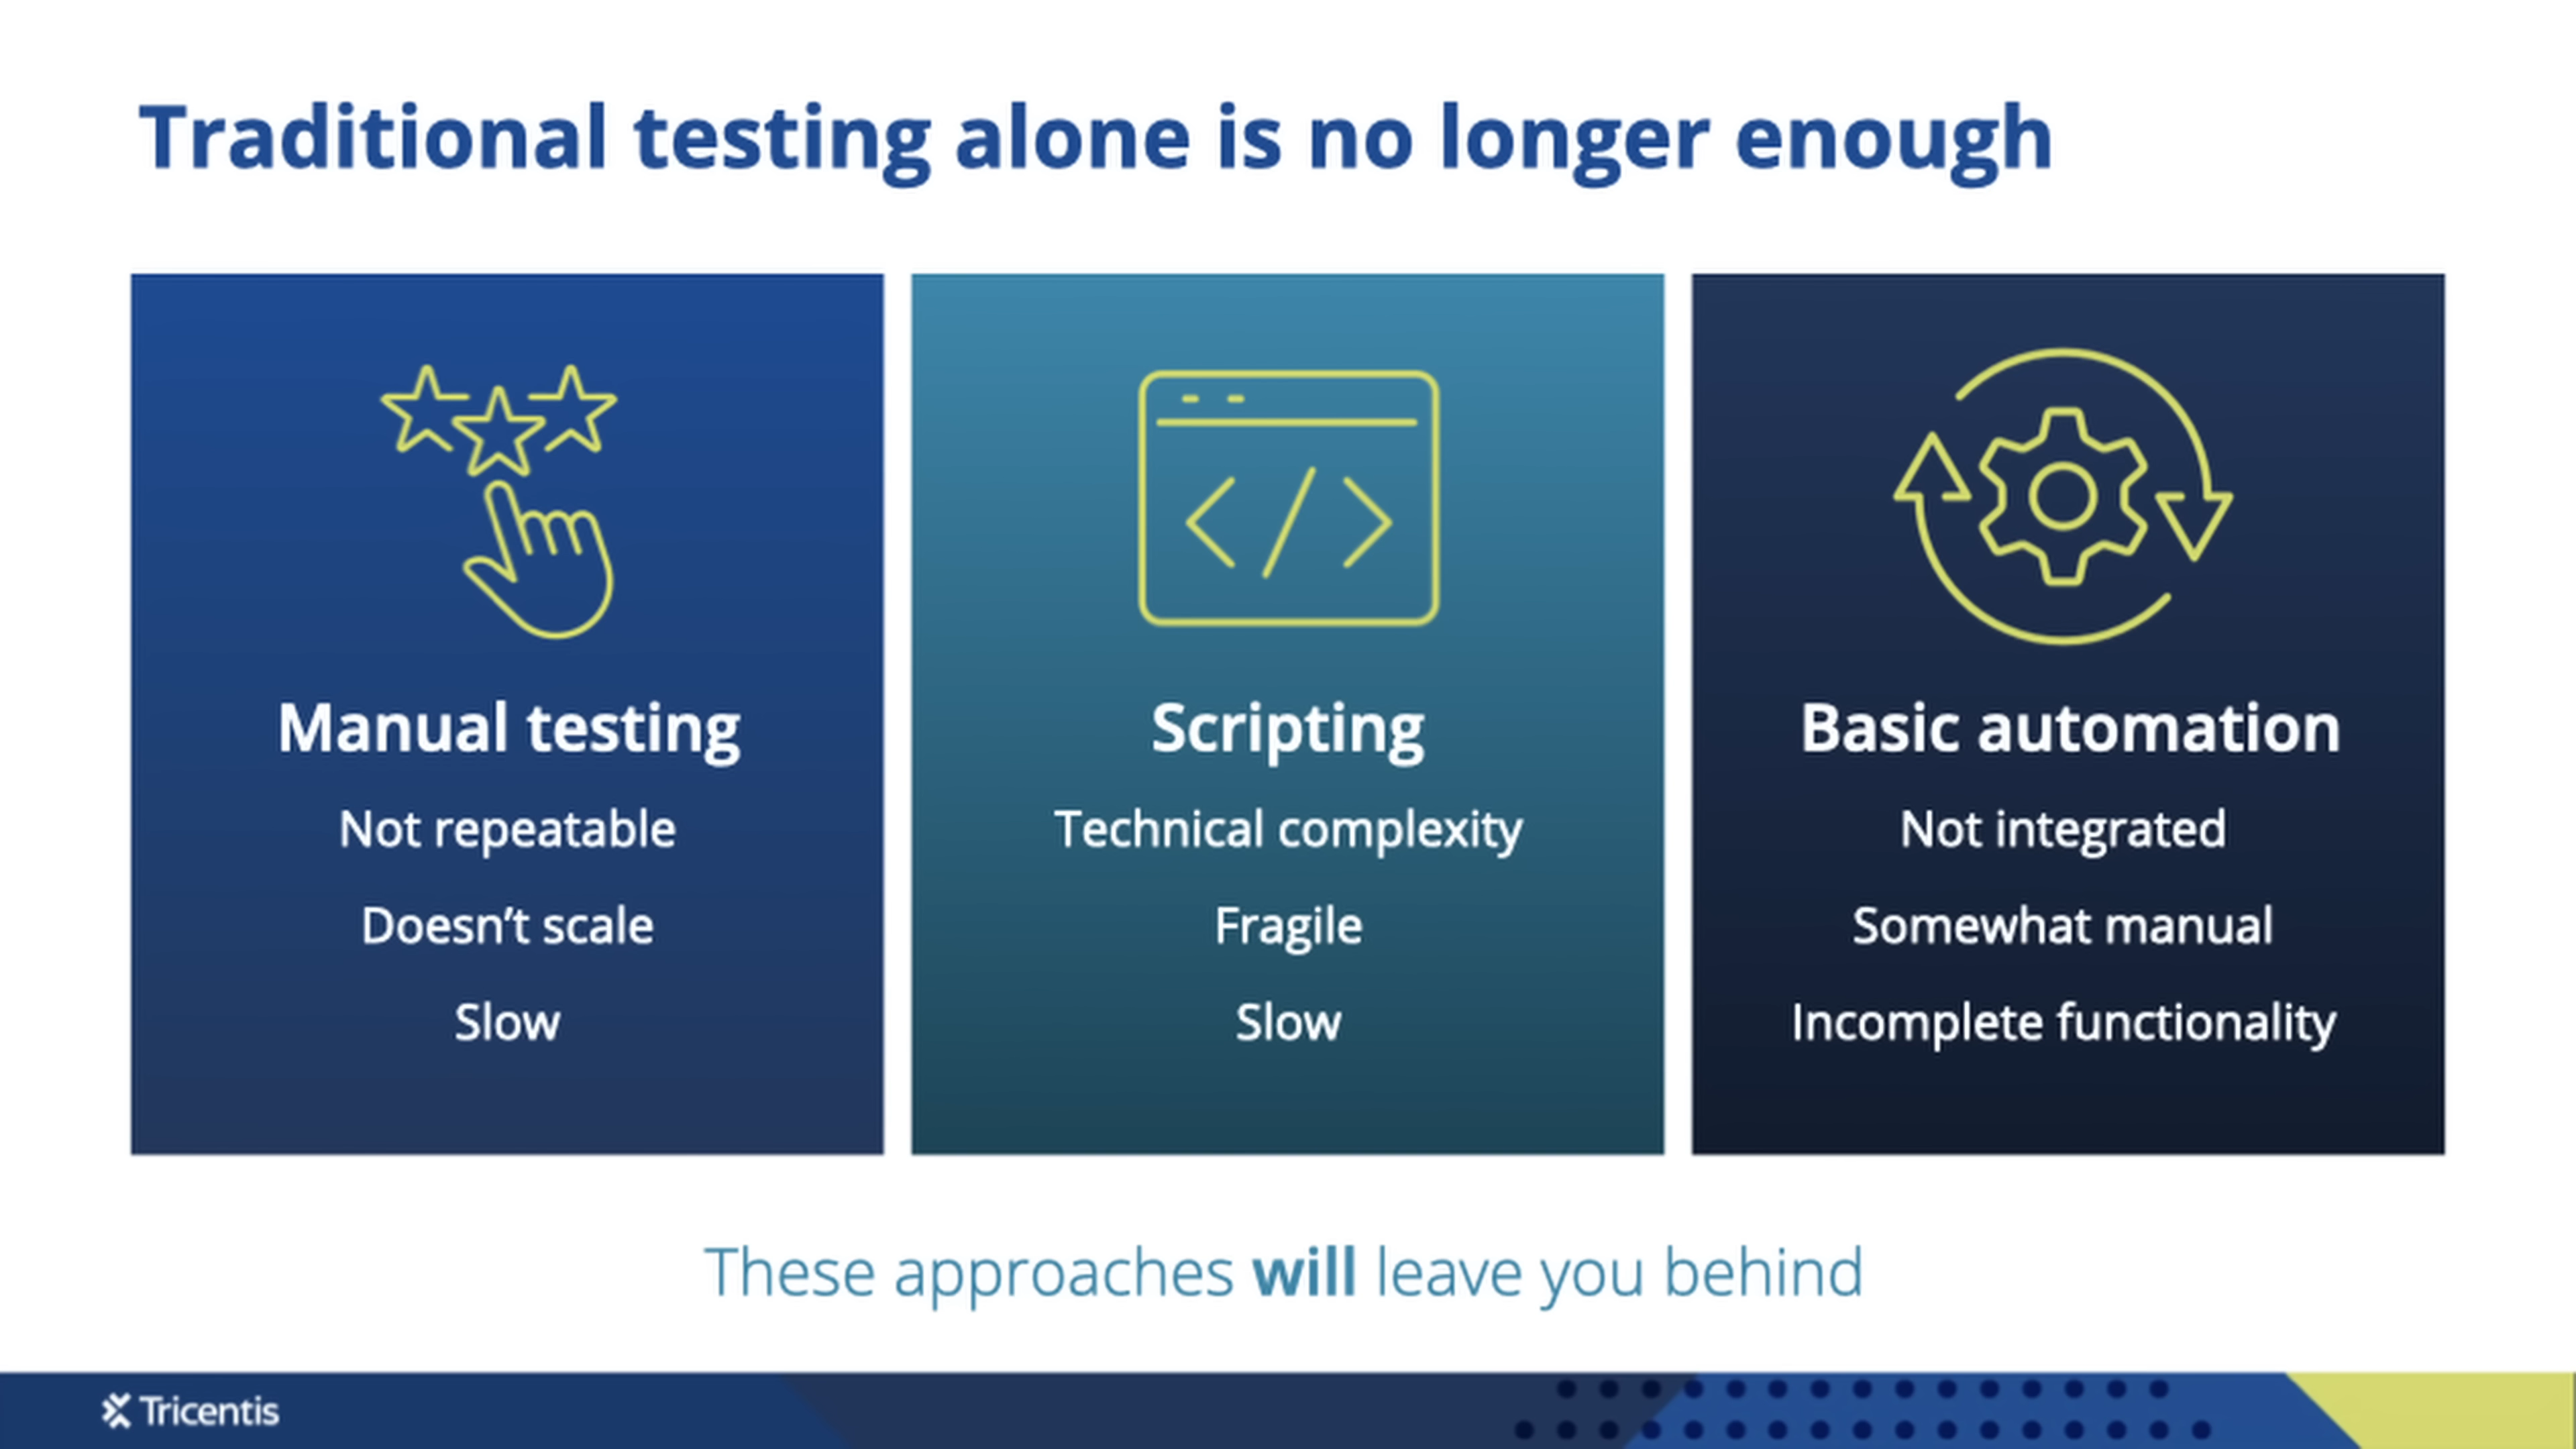 Traditional testing alone is no longer enough
Manual testing
Not repeatable
Doesn’t scale
Slow
Scripting
Technical complexity
Fragile
Slow
Basic automation
Not integrated
Somewhat manual
Incomplete functionality
These approaches will leave you behind
Tricentis